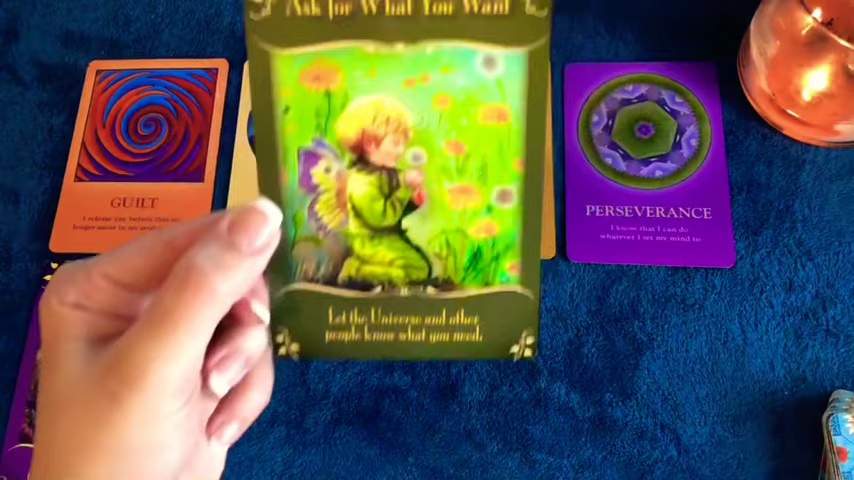 Ask for What You Want
Let the Universe and other
people know what you need.
GUILT
PERSEVERANCE
I know that I can do
whatever I set my mind to